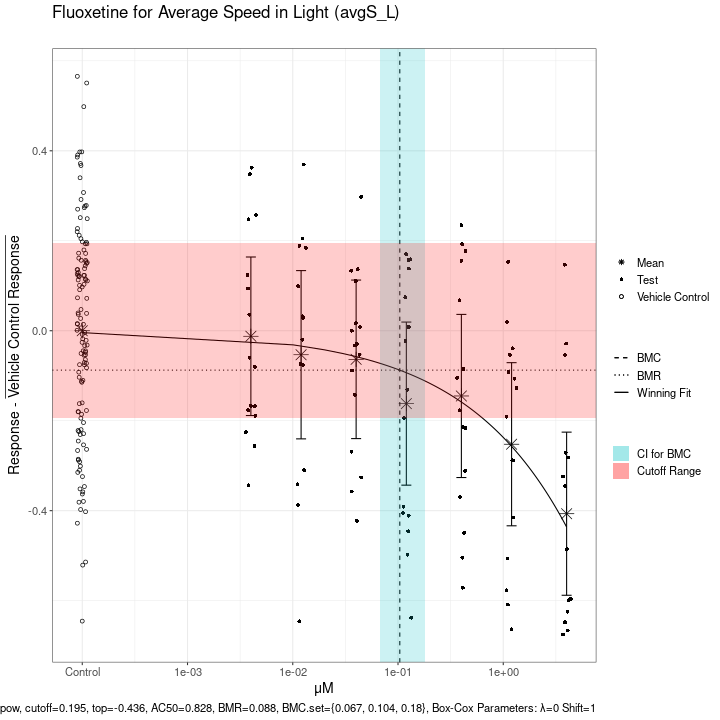 Fluoxetine for Average Speed in Light (avgS_L)
Response - Vehicle Control Response
0.4
0.0
-0.4
Control
1e-03
1e-02
1e-01
1e+00
μM
Mean
Test
Vehicle Control
BMC
BMR
Winning Fit
CI for BMC
Cutoff Range
pow, cutoff=0.195, top=-0.436, AC50=0.828, BMR=0.088, BMC.set={0.067, 0.104, 0.18}, Box-Cox Parameters: λ=0 Shift=1